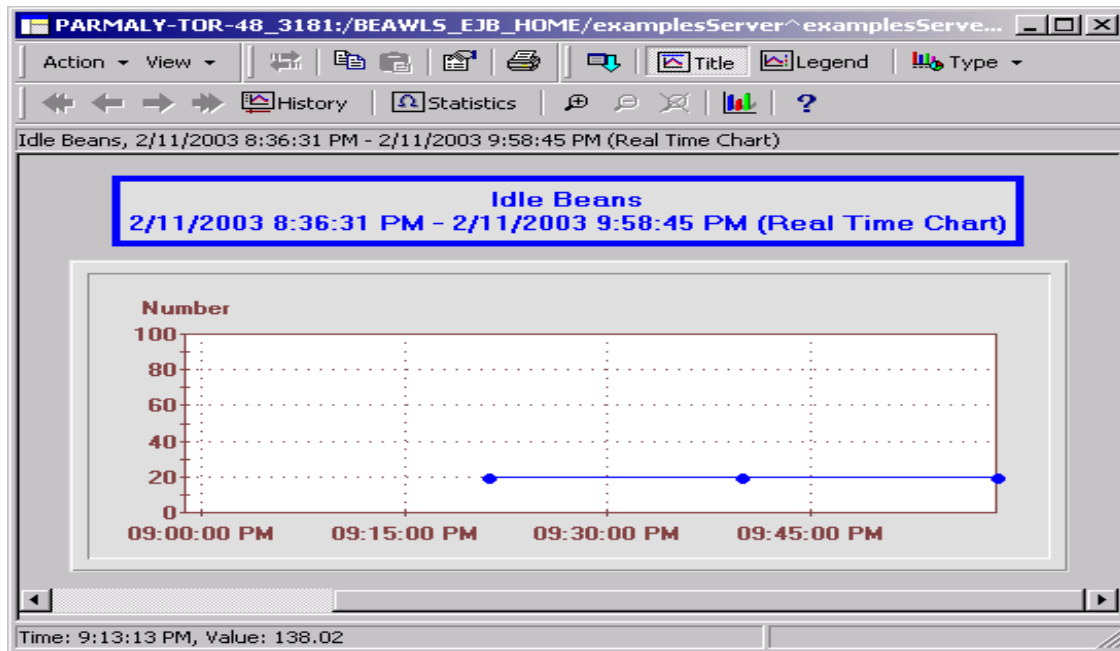 PARMALY-TOR-48_3181:/BEAWLS_EJB_HOME/examplesServer^examplesServe...
Action View Title Legend Type
History Statistics ?
Idle Beans, 2/11/2003 8:36:31 PM - 2/11/2003 9:58:45 PM (Real Time Chart)
Idle Beans
2/11/2003 8:36:31 PM - 2/11/2003 9:58:45 PM (Real Time Chart)
Number
100
80
60
40
20
0
09:00:00 PM 09:15:00 PM 09:30:00 PM 09:45:00 PM
Time: 9:13:13 PM, Value: 138.02